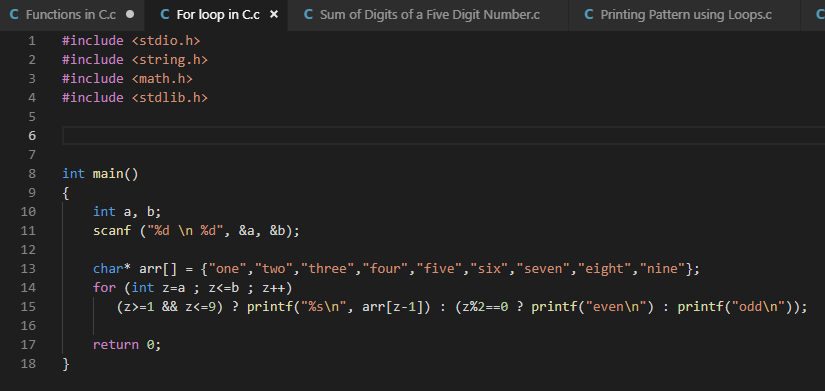 C Functions in C.c ● C For loop in C.c × C Sum of Digits of a Five Digit Number.c C Printing Pattern using Loops.c C
1 #include <stdio.h>
2 #include <string.h>
3 #include <math.h>
4 #include <stdlib.h>
5
6
7
8 int main()
9 {
10     int a, b;
11     scanf ("%d \n %d", &a, &b);
12
13     char* arr[] = {"one","two","three","four","five","six","seven","eight","nine"};
14     for (int z=a ; z<=b ; z++)
15        (z>=1 && z<=9) ? printf("%s\n", arr[z-1]) : (z%2==0 ? printf("even\n") : printf("odd\n"));
16
17     return 0;
18 }